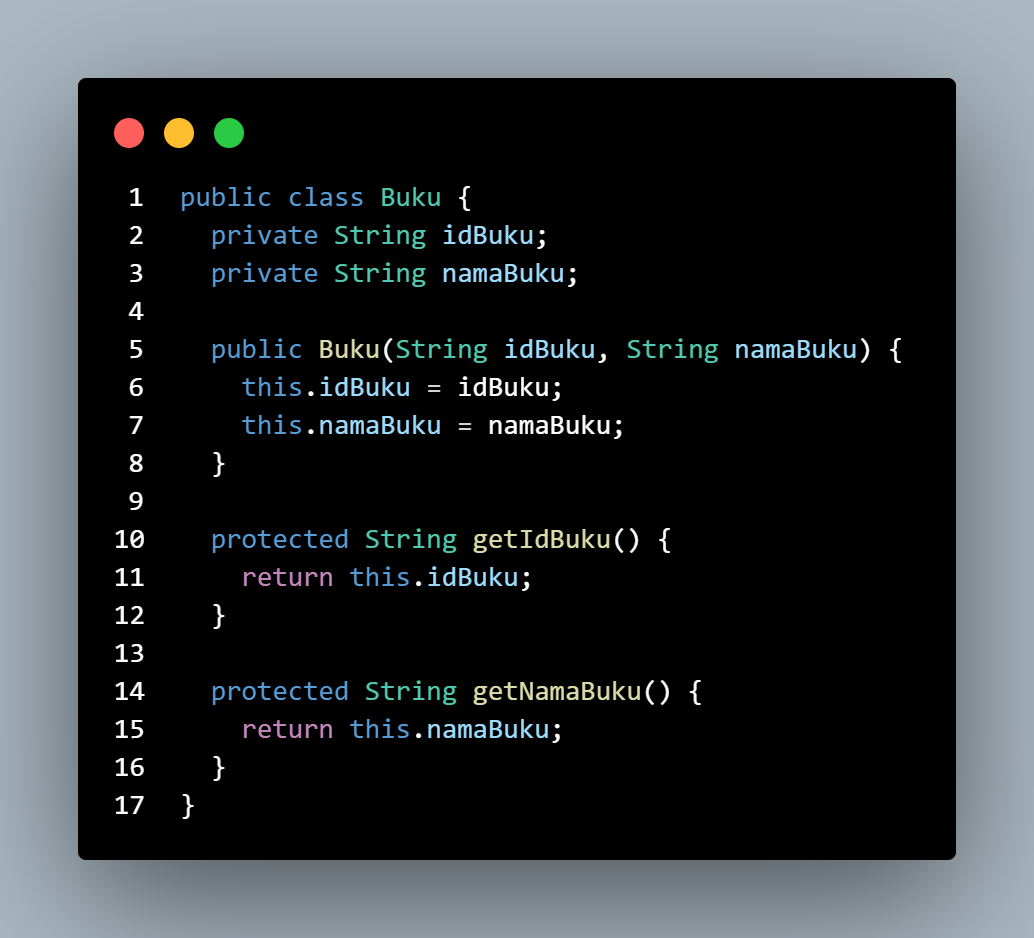 1 public class Buku {
2   private String idBuku;
3   private String namaBuku;
4
5   public Buku(String idBuku, String namaBuku) {
6     this.idBuku = idBuku;
7     this.namaBuku = namaBuku;
8   }
9
10   protected String getIdBuku() {
11     return this.idBuku;
12   }
13
14   protected String getNamaBuku() {
15     return this.namaBuku;
16   }
17 }